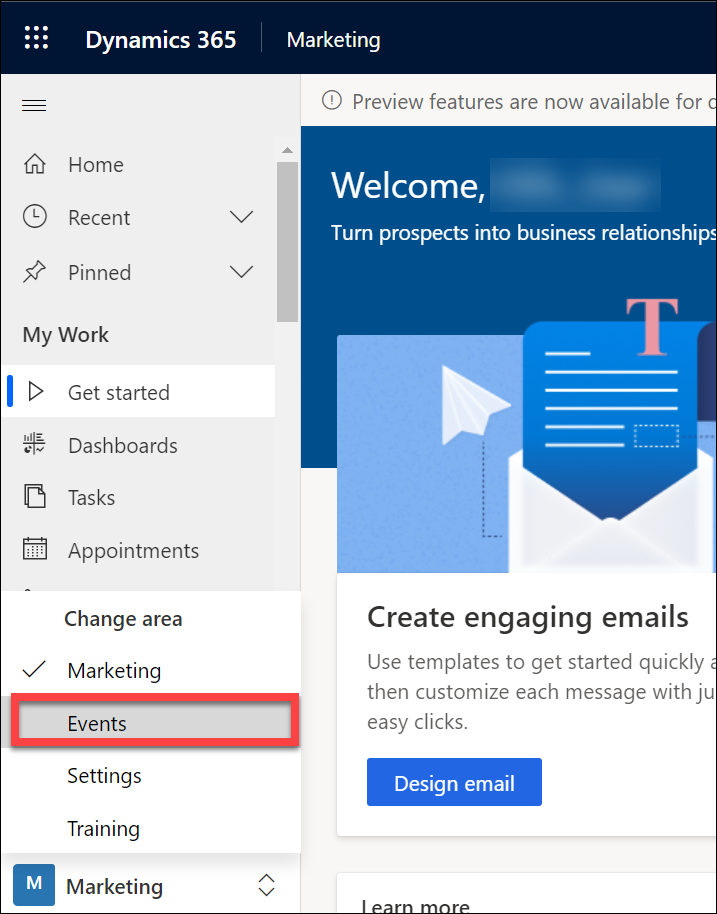 Dynamics 365 Marketing
Preview features are now available for
Home
Recent
Pinned
My Work
Get started
Dashboards
Tasks
Appointments
Change area
Marketing
Events
Settings
Training
M Marketing
Welcome,
Turn prospects into business relationships
T
Create engaging emails
Use templates to get started quickly
then customize each message with
easy clicks.
Design email
Learn more